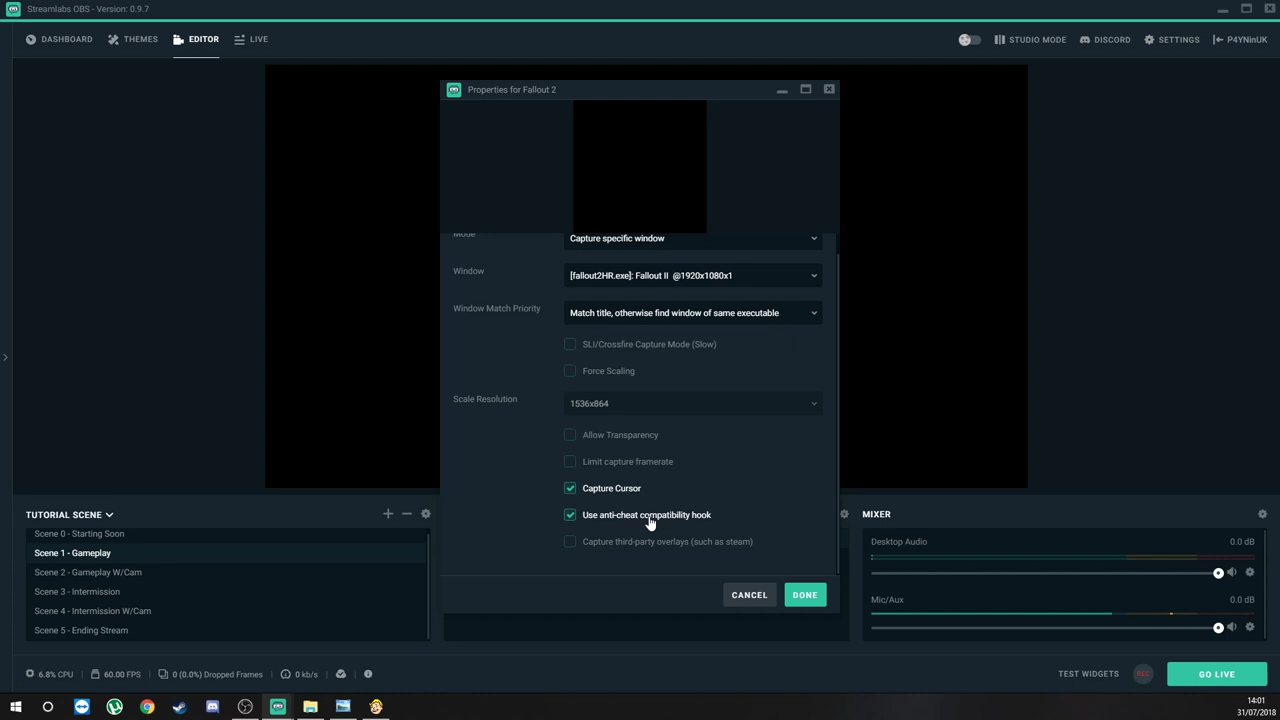 Streamlabs OBS - Version: 0.9.7
DASHBOARD
THEMES
EDITOR
LIVE
STUDIO MODE
DISCORD
SETTINGS
P4YNinUK
Properties for Fallout 2
Mode
Capture specific window
Window
[fallout2HR.exe]: Fallout II @1920x1080x1
Window Match Priority
Match title, otherwise find window of same executable
SLI/Crossfire Capture Mode (Slow)
Force Scaling
Scale Resolution
1536x864
Allow Transparency
Limit capture framerate
Capture Cursor
Use anti-cheat compatibility hook
Capture third-party overlays (such as steam)
CANCEL
DONE
TUTORIAL SCENE
Scene 0 - Starting Soon
Scene 1 - Gameplay
Scene 2 - Gameplay W/Cam
Scene 3 - Intermission
Scene 4 - Intermission W/Cam
Scene 5 - Ending Stream
MIXER
Desktop Audio
0.0 dB
Mic/Aux
0.0 dB
6.8% CPU
60.00 FPS
0 (0.0%) Dropped Frames
0 kb/s
TEST WIDGETS
REC
GO LIVE
14:01
31/07/2018